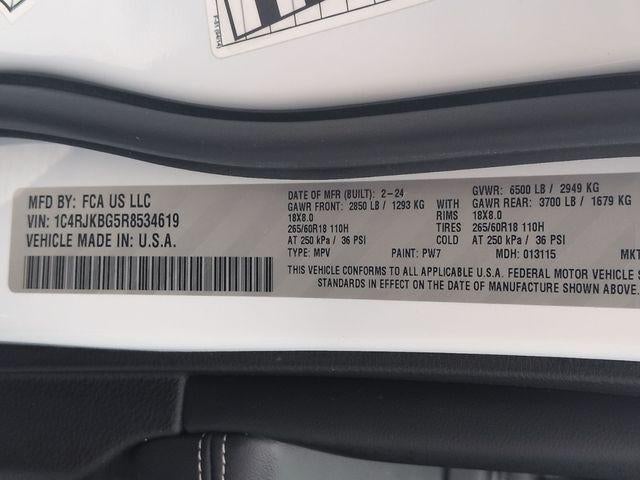 MFD BY: FCA US LLC
VIN: 1C4RJKBG5R8534619
VEHICLE MADE IN: U.S.A.
DATE OF MFR (BUILT): 2-24 GVWR: 6500 LB / 2949 KG
GAWR FRONT: 2850 LB / 1293 KG WITH GAWR REAR: 3700 LB / 1679 KG
18X8.0 RIMS 18X8.0
265/60R18 110H TIRES 265/60R18 110H
AT 250 kPa / 36 PSI COLD AT 250 kPa / 36 PSI
TYPE: MPV PAINT: PW7 MDH: 013115 MKT
THIS VEHICLE CONFORMS TO ALL APPLICABLE U.S.A. FEDERAL MOTOR VEHICLE S
STANDARDS IN EFFECT ON THE DATE OF MANUFACTURE SHOWN ABOVE.